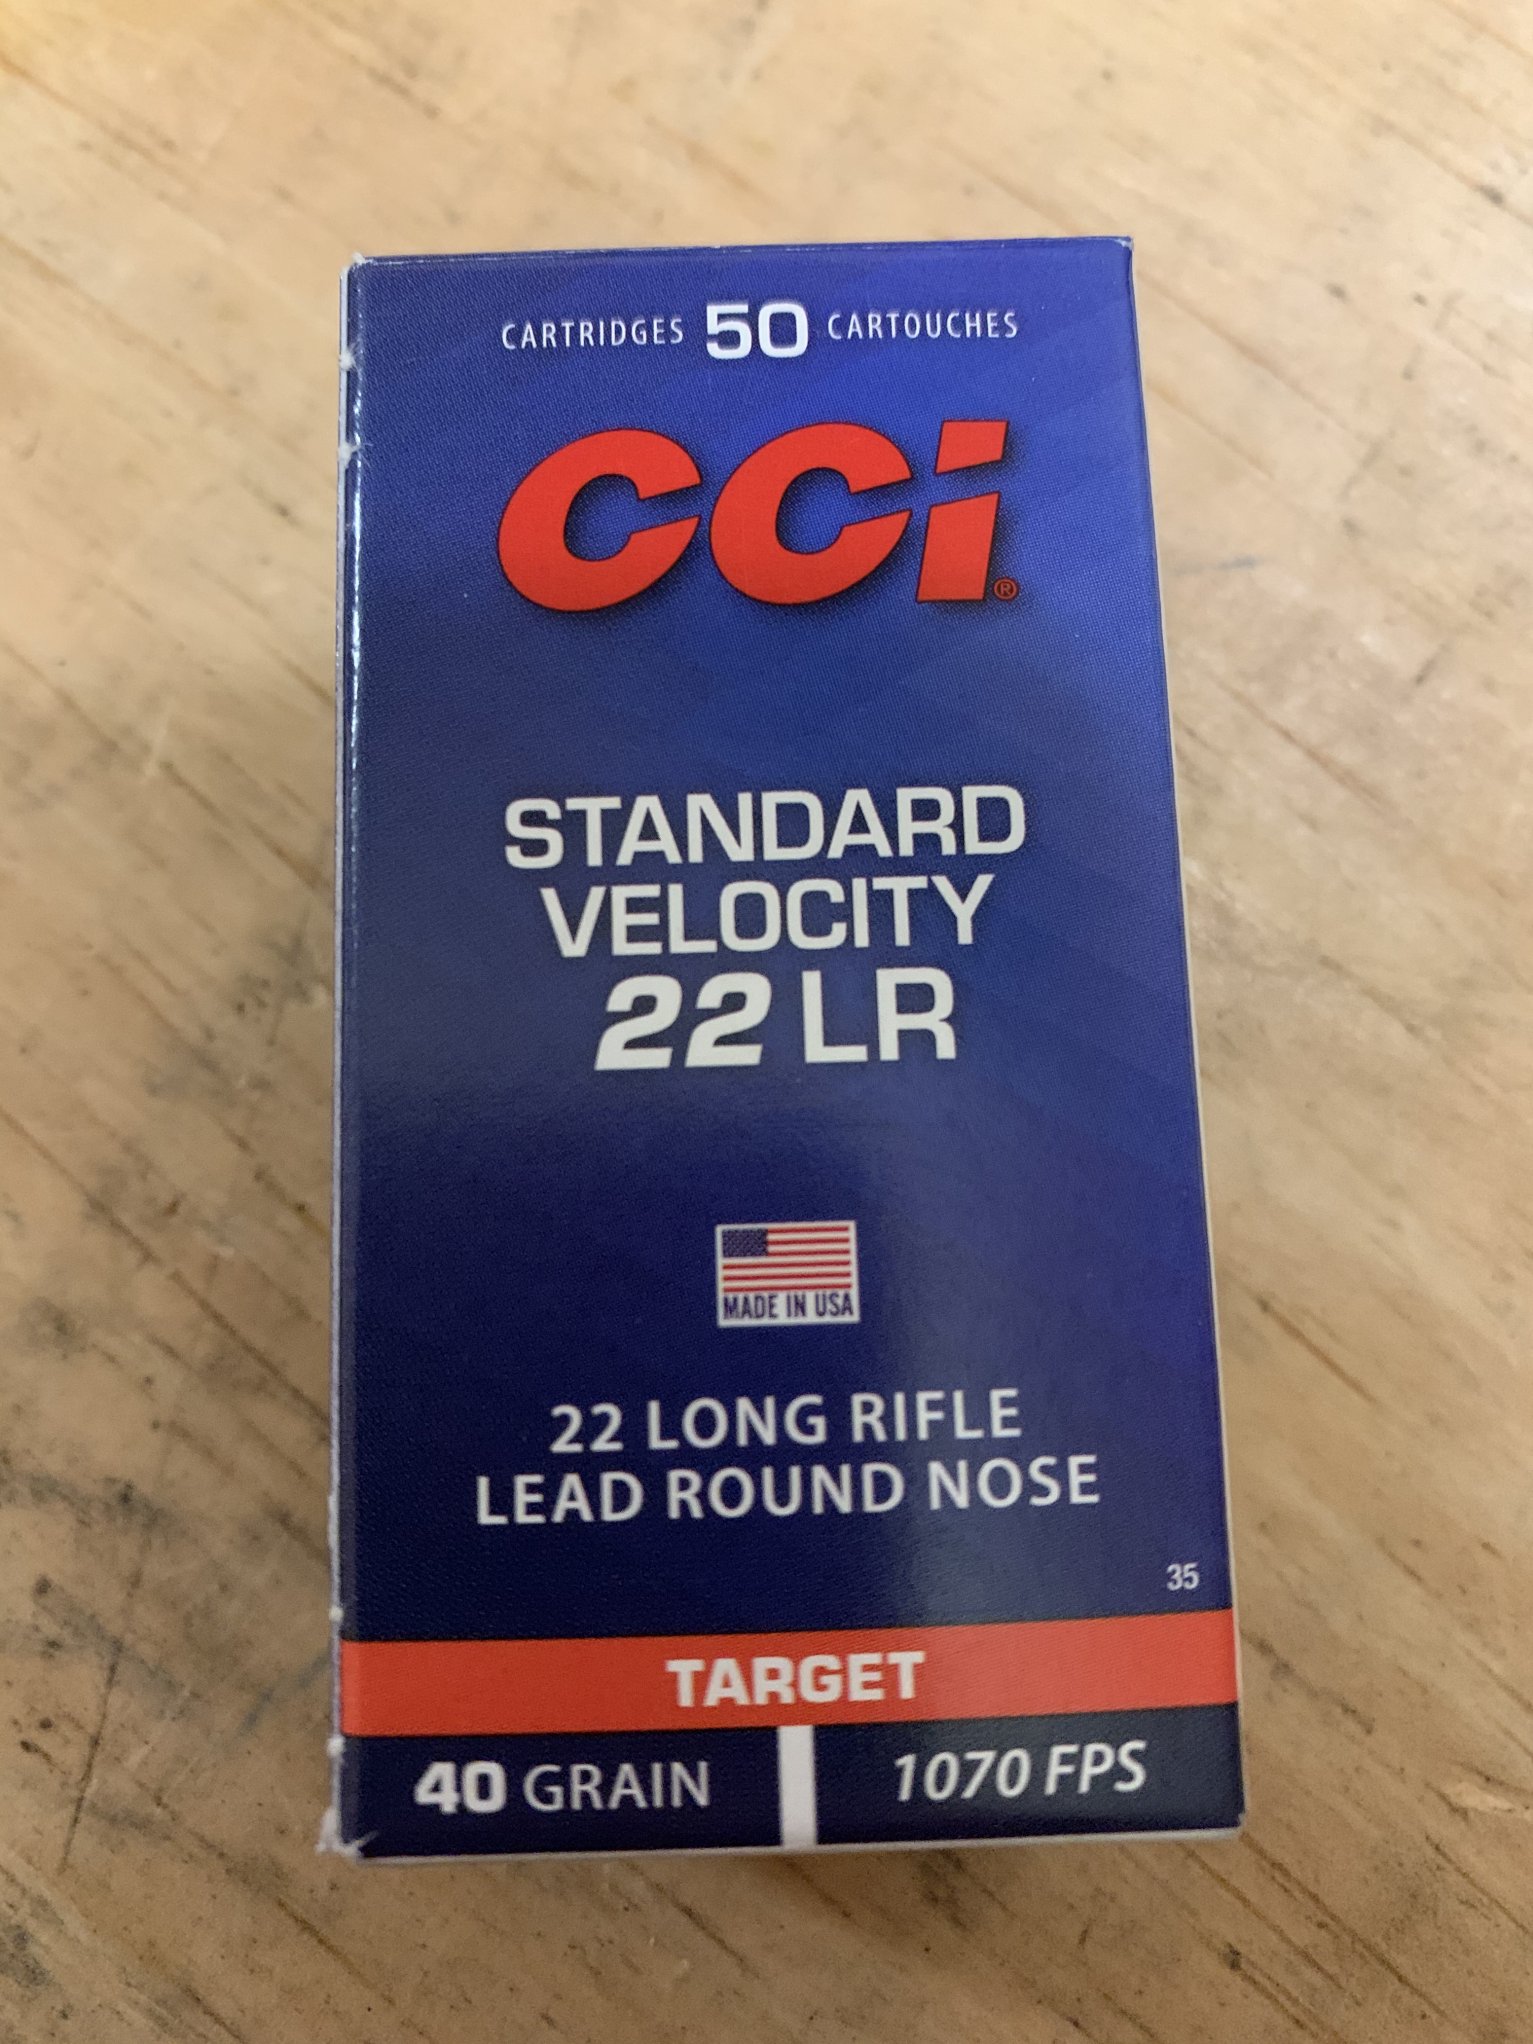 CARTRIDGES 50 CARTOUCHES
CCi®
STANDARD
VELOCITY
22 LR
MADE IN USA
22 LONG RIFLE
LEAD ROUND NOSE
35
TARGET
40 GRAIN 1070 FPS